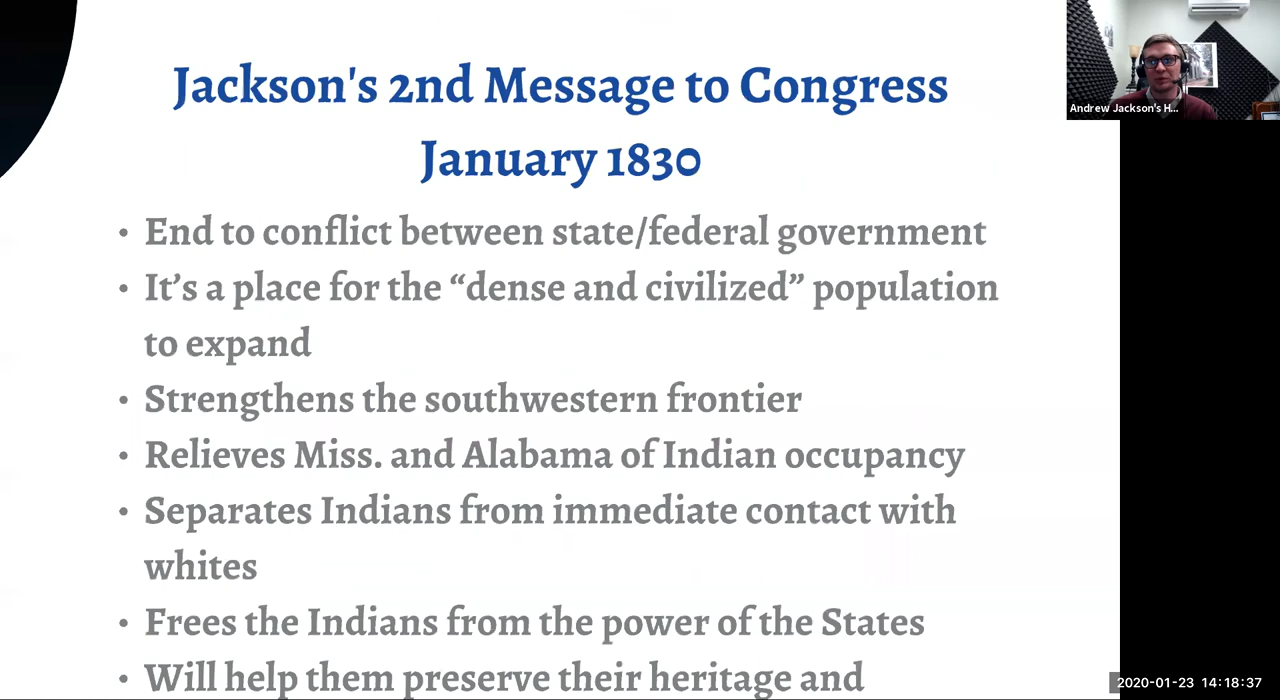 Jackson's 2nd Message to Congress
January 1830
• End to conflict between state/federal government
• It’s a place for the “dense and civilized” population
to expand
• Strengthens the southwestern frontier
• Relieves Miss. and Alabama of Indian occupancy
• Separates Indians from immediate contact with
whites
• Frees the Indians from the power of the States
• Will help them preserve their heritage and
Andrew Jackson's H...
2020-01-23 14:18:37